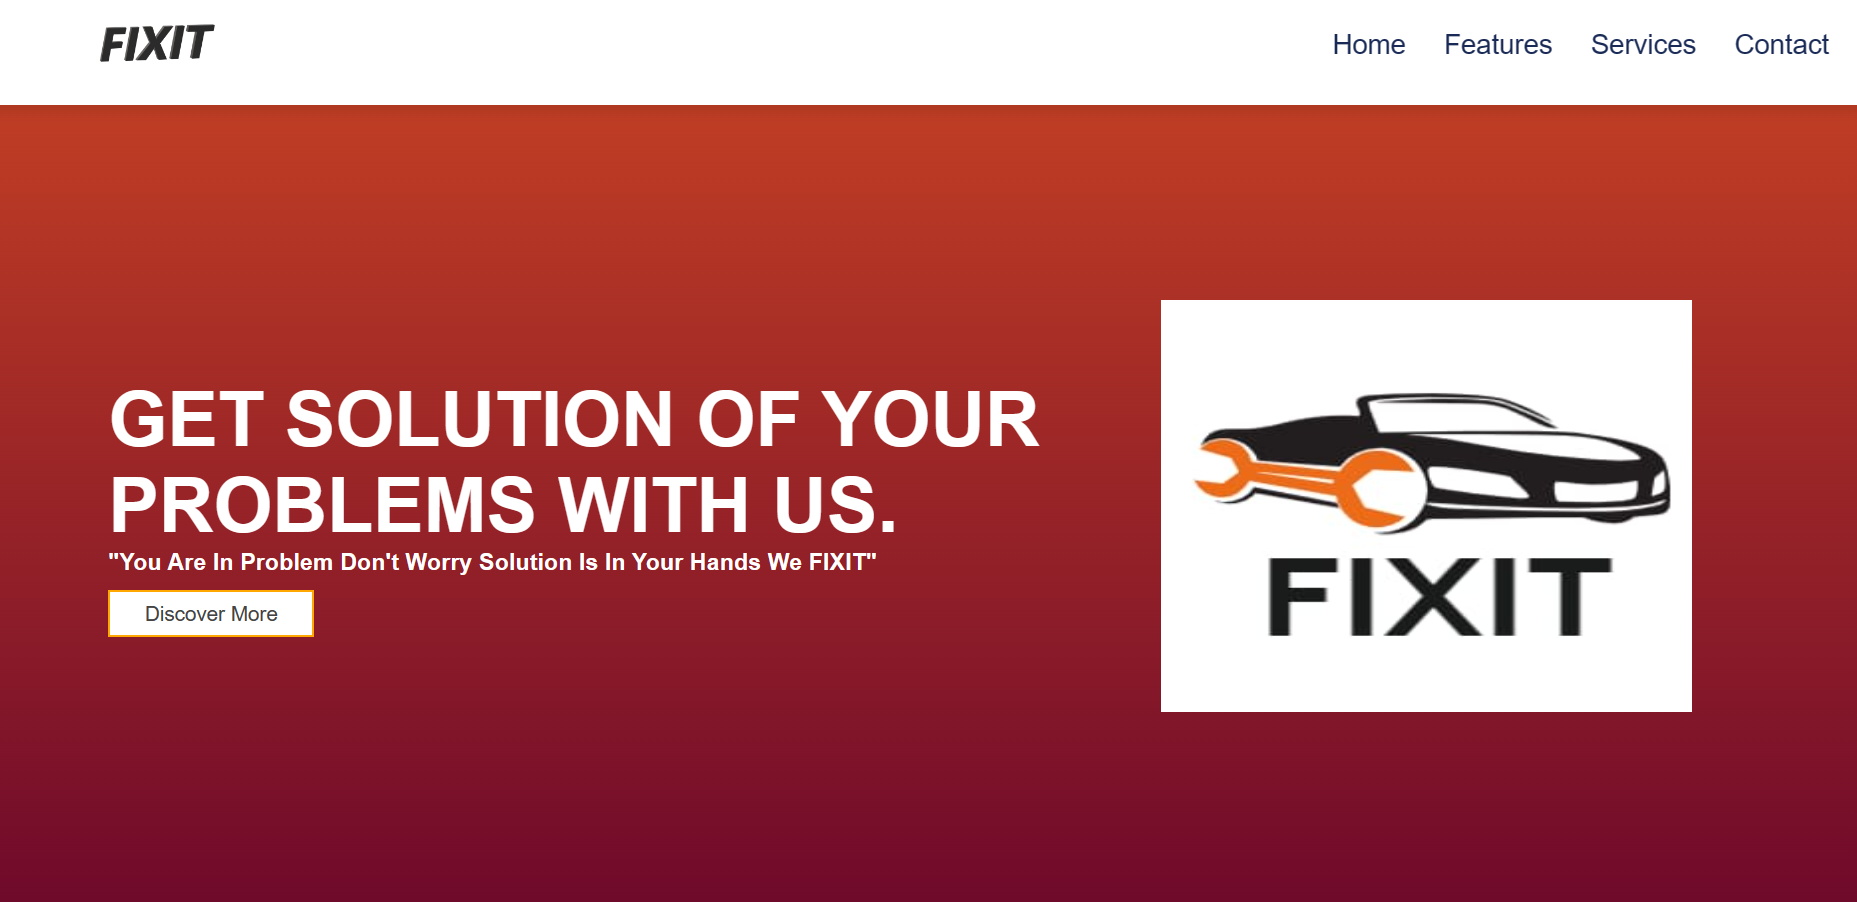 FIXIT
Home Features Services Contact
GET SOLUTION OF YOUR
PROBLEMS WITH US.
"You Are In Problem Don't Worry Solution Is In Your Hands We FIXIT"
Discover More
FIXIT